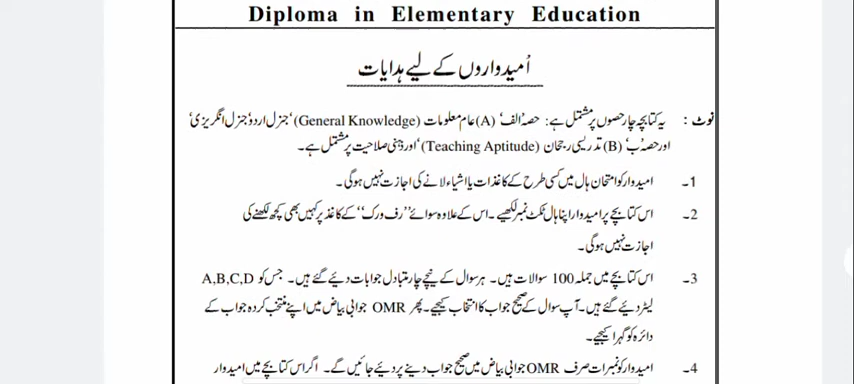 Diploma in Elementary Education
اُمیدواروں کے لیے ہدایات
نوٹ : یہ کتابچہ چار حصوں پر مشتمل ہے: حصہ 'الف' (A) عام معلومات (General Knowledge)' جنرل اردو' جنرل انگریزی'
اور حصہ 'ب' (B) تدریسی رجحان (Teaching Aptitude) 'اور ذہنی صلاحیت پر مشتمل ہے۔
1۔ امیدوار کو امتحان ہال میں کسی طرح کے کاغذات یا اشیاء لانے کی اجازت نہیں ہوگی۔
2۔ اس کتابچے پر امیدوار اپنا ہال ٹکٹ نمبر لکھیے۔ اس کے علاوہ سوائے ''رف ورک'' کے کاغذ پر کہیں بھی کچھ لکھنے کی
اجازت نہیں ہوگی۔
3۔ اس کتابچے میں جملہ 100 سوالات ہیں۔ ہر سوال کے نیچے چار متبادل جوابات دیئے گئے ہیں۔ جس کو A,B,C,D
لیٹر دیئے گئے ہیں۔ آپ سوال کے صحیح جواب کا انتخاب کیجیے۔ پھر OMR جوابی بیاض میں اپنے منتخب کردہ جواب کے
دائرہ کو گہرا کیجیے۔
4۔ امیدوار کو نمبرات صرف OMR جوابی بیاض میں صحیح جواب دینے پر دیئے جائیں گے۔ اگر اس کتابچے میں امیدوار